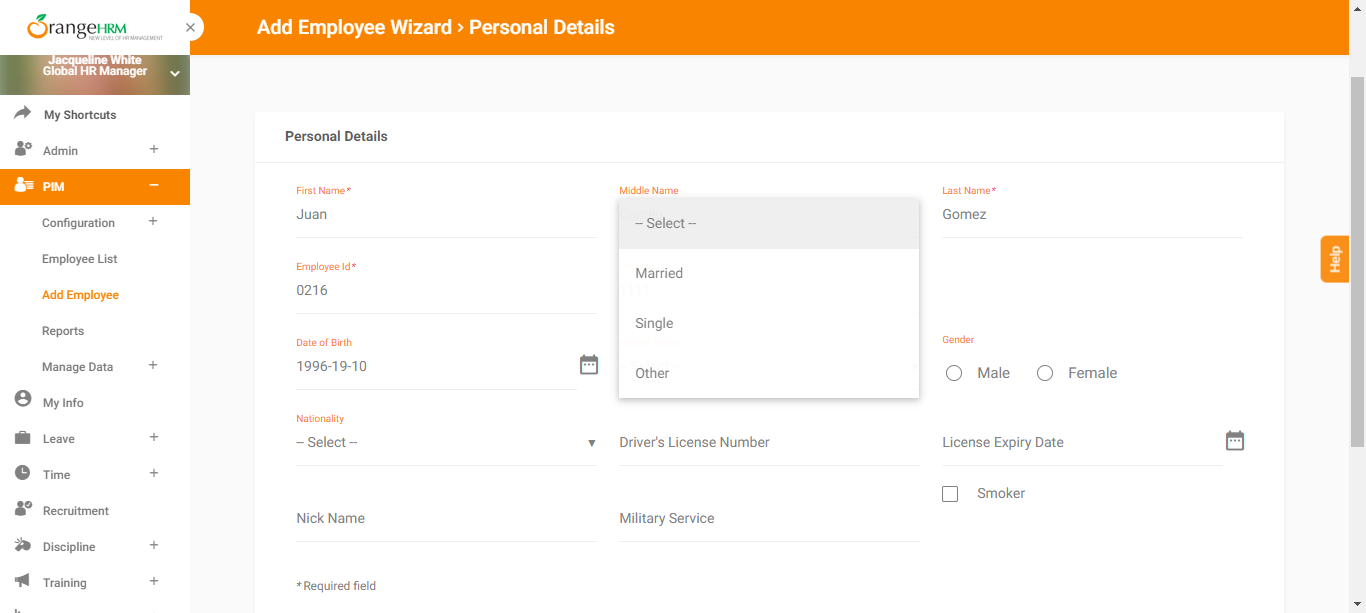 OrangeHRM
NEW LEVEL OF HR MANAGEMENT
Add Employee Wizard › Personal Details
Jacqueline White
Global HR Manager
My Shortcuts
Admin
PIM
Configuration
Employee List
Add Employee
Reports
Manage Data
My Info
Leave
Time
Recruitment
Discipline
Training
Personal Details
First Name*
Juan
Middle Name
Last Name*
Gomez
-- Select --
Married
Single
Other
Employee Id*
0216
Date of Birth
1996-19-10
Gender
Male
Female
Nationality
-- Select --
Driver's License Number
License Expiry Date
Smoker
Nick Name
Military Service
* Required field
Help